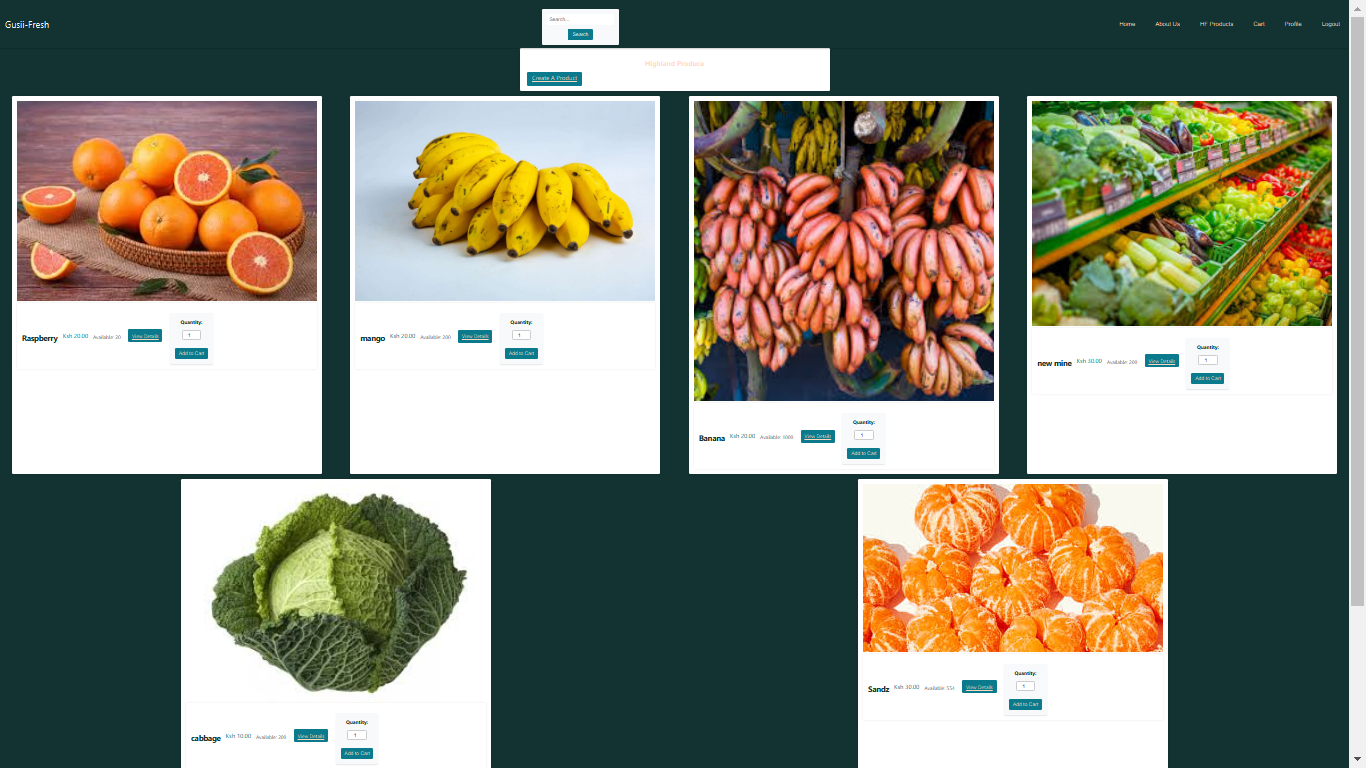 Gusii-Fresh
Search...
Search
Home About Us HF Products Cart Profile Logout
Highland Produce
Create A Product
Raspberry Ksh 20.00 Available: 20 View Details
Quantity:
1
Add to Cart
mango Ksh 20.00 Available: 200 View Details
Quantity:
1
Add to Cart
Banana Ksh 20.00 Available: 1000 View Details
Quantity:
1
Add to Cart
new mine Ksh 30.00 Available: 200 View Details
Quantity:
1
Add to Cart
cabbage Ksh 10.00 Available: 200 View Details
Quantity:
1
Add to Cart
Sandz Ksh 30.00 Available: 554 View Details
Quantity:
1
Add to Cart